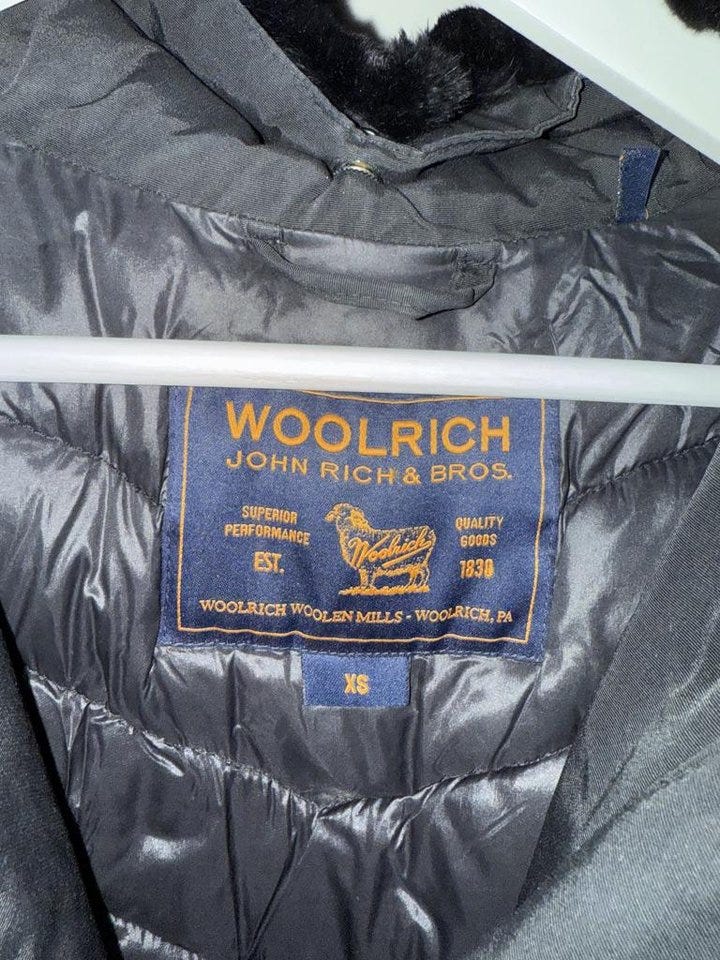 WOOLRICH
JOHN RICH & BROS.
SUPERIOR
PERFORMANCE
EST.
Woolrich
QUALITY
GOODS
1830
WOOLRICH WOOLEN MILLS - WOOLRICH, PA
XS